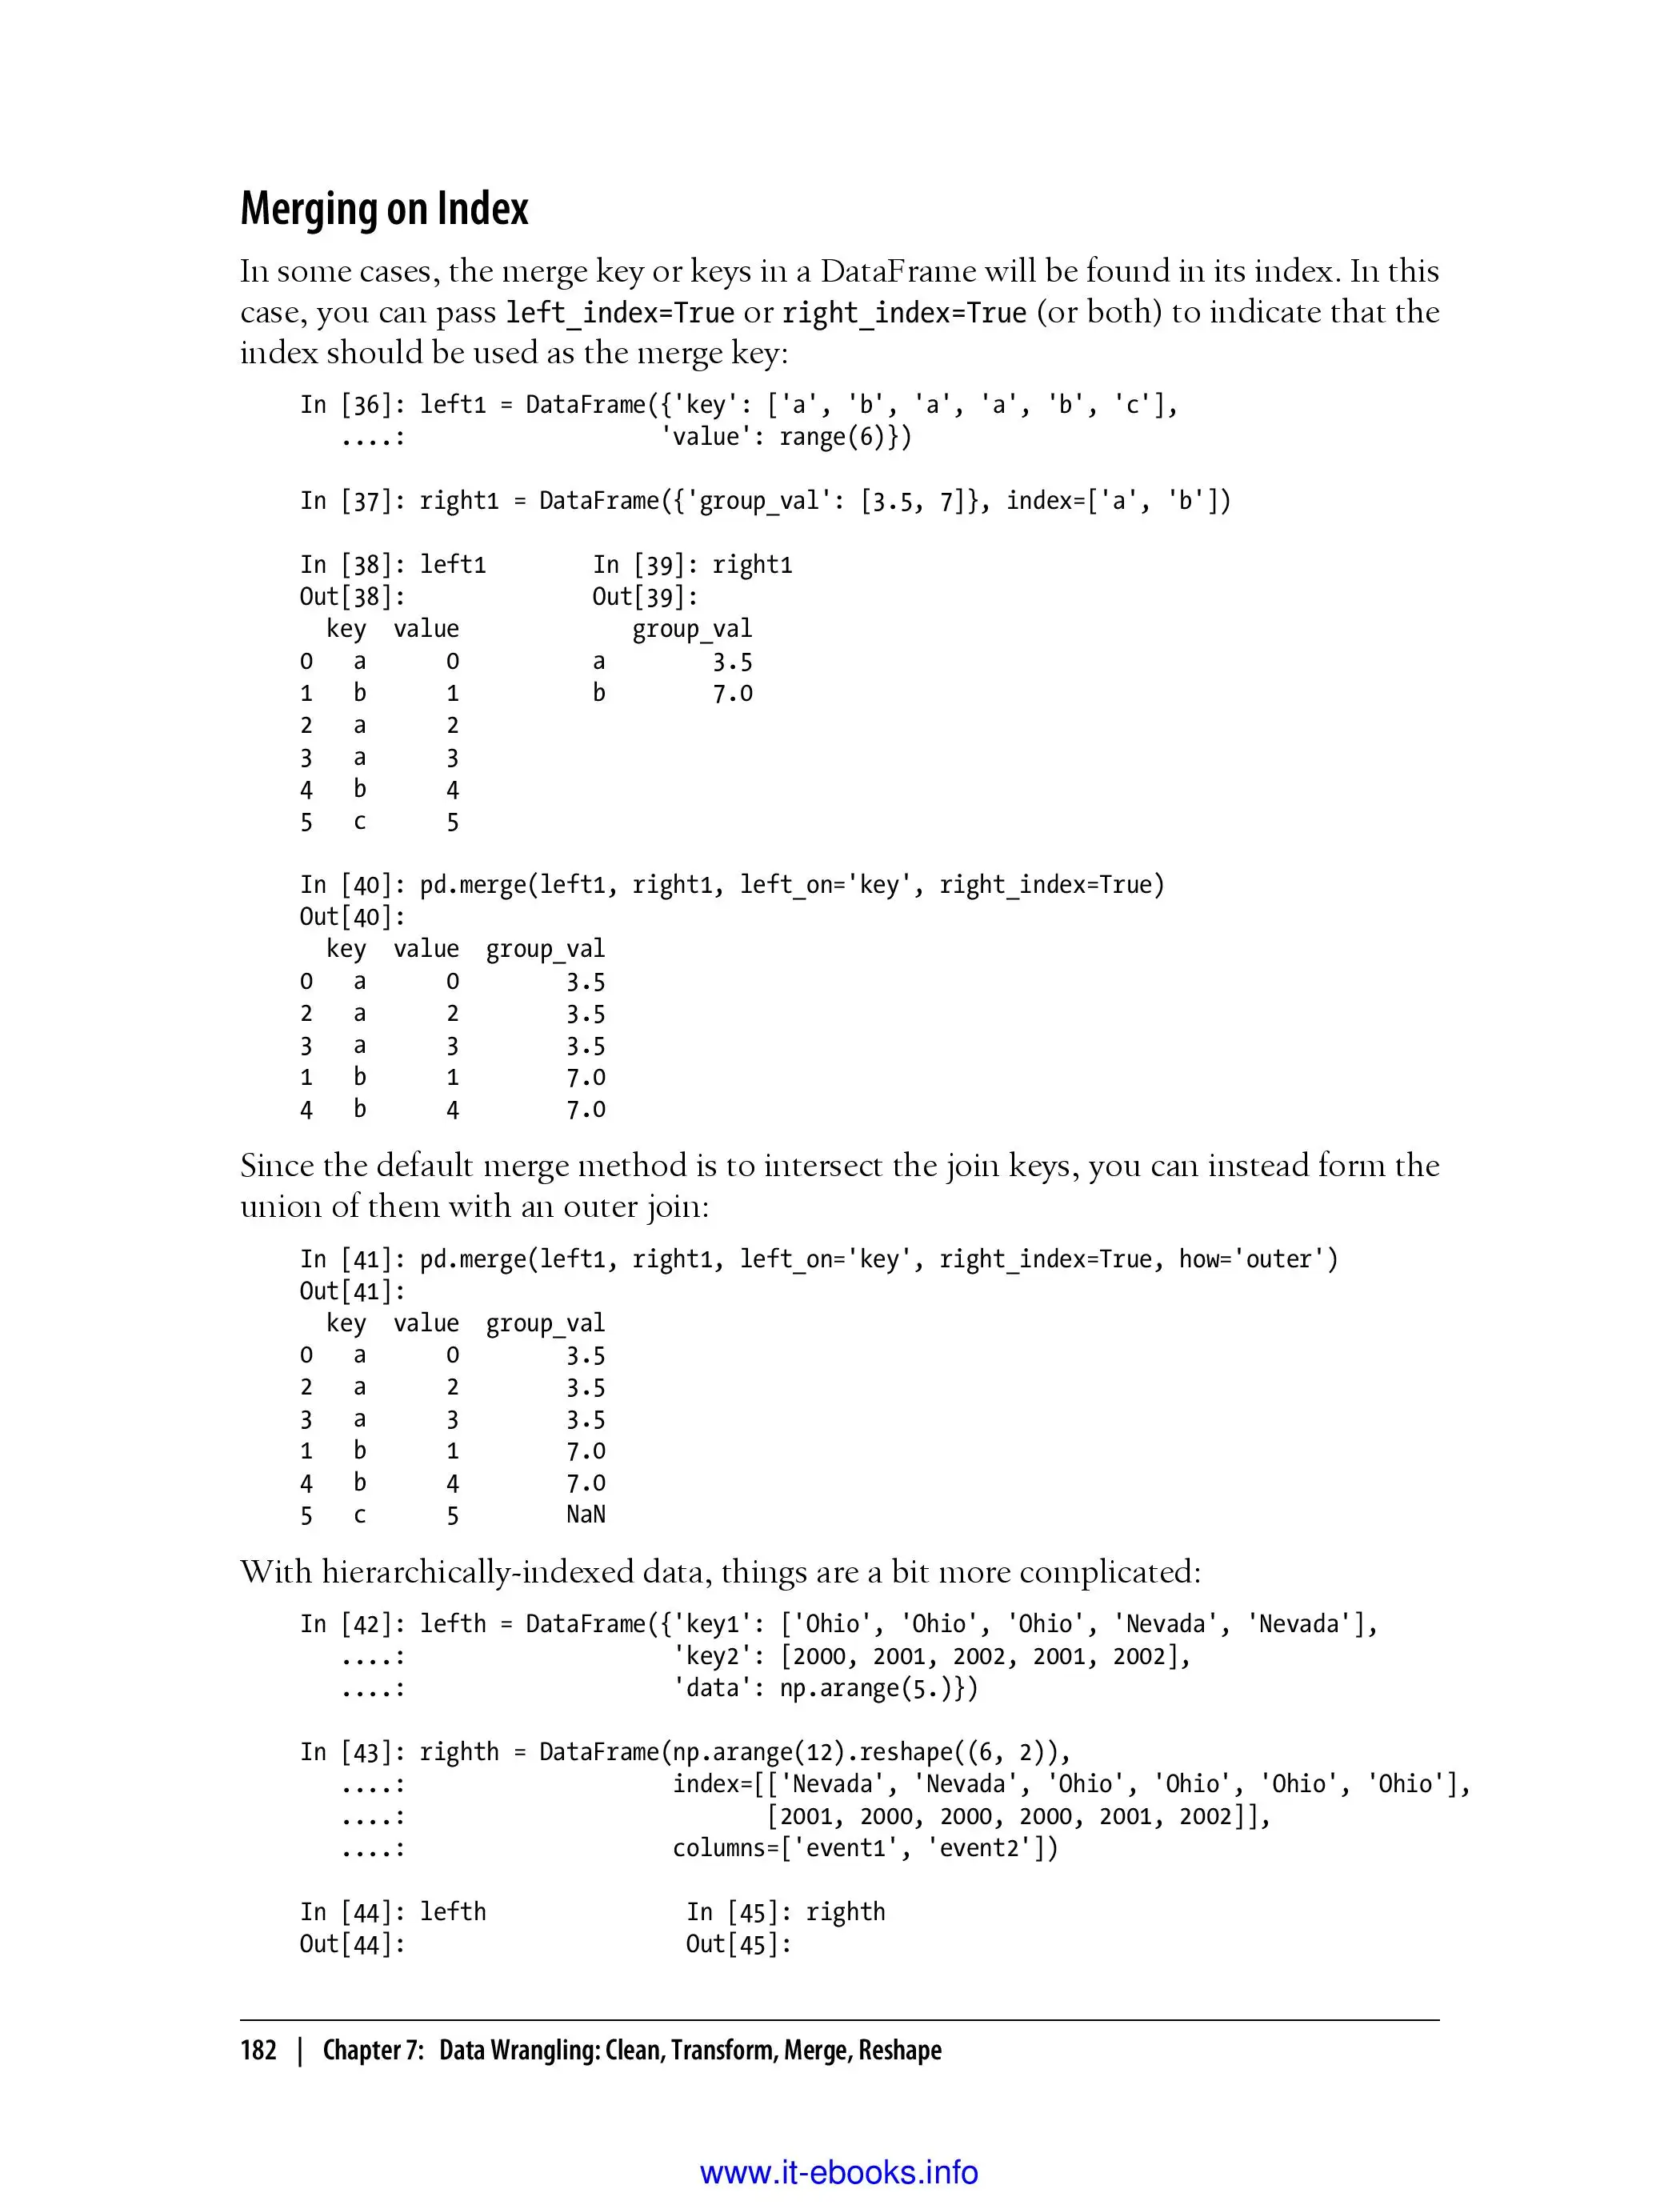 Merging on Index
In some cases, the merge key or keys in a DataFrame will be found in its index. In this
case, you can pass left_index=True or right_index=True (or both) to indicate that the
index should be used as the merge key:
In [36]: left1 = DataFrame({'key': ['a', 'b', 'a', 'a', 'b', 'c'],
   ....:                   'value': range(6)})
In [37]: right1 = DataFrame({'group_val': [3.5, 7]}, index=['a', 'b'])
In [38]: left1        In [39]: right1
Out[38]:              Out[39]:
  key  value             group_val
0   a      0          a        3.5
1   b      1          b        7.0
2   a      2
3   a      3
4   b      4
5   c      5
In [40]: pd.merge(left1, right1, left_on='key', right_index=True)
Out[40]:
  key  value  group_val
0   a      0        3.5
2   a      2        3.5
3   a      3        3.5
1   b      1        7.0
4   b      4        7.0
Since the default merge method is to intersect the join keys, you can instead form the
union of them with an outer join:
In [41]: pd.merge(left1, right1, left_on='key', right_index=True, how='outer')
Out[41]:
  key  value  group_val
0   a      0        3.5
2   a      2        3.5
3   a      3        3.5
1   b      1        7.0
4   b      4        7.0
5   c      5        NaN
With hierarchically-indexed data, things are a bit more complicated:
In [42]: lefth = DataFrame({'key1': ['Ohio', 'Ohio', 'Ohio', 'Nevada', 'Nevada'],
   ....:                    'key2': [2000, 2001, 2002, 2001, 2002],
   ....:                    'data': np.arange(5.)})
In [43]: righth = DataFrame(np.arange(12).reshape((6, 2)),
   ....:                    index=[['Nevada', 'Nevada', 'Ohio', 'Ohio', 'Ohio', 'Ohio'],
   ....:                           [2001, 2000, 2000, 2000, 2001, 2002]],
   ....:                    columns=['event1', 'event2'])
In [44]: lefth               In [45]: righth
Out[44]:                     Out[45]:
182 | Chapter 7: Data Wrangling: Clean, Transform, Merge, Reshape
www.it-ebooks.info